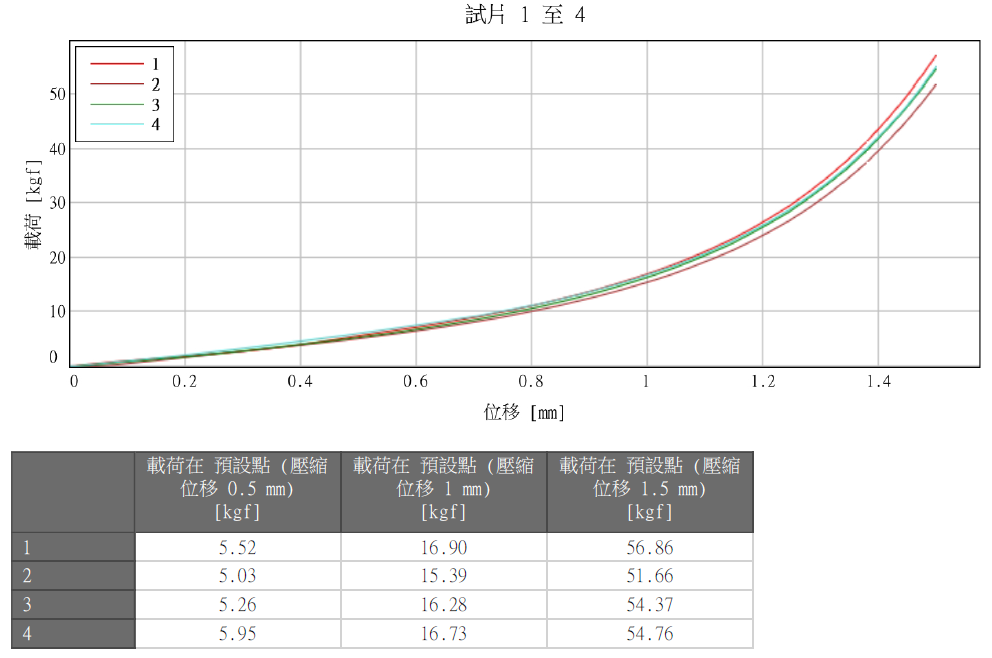 試片 1 至 4
1
2
3
4
50
40
30
20
10
0
載荷 [kgf]
0 0.2 0.4 0.6 0.8 1 1.2 1.4
位移 [mm]
載荷在 預設點 (壓縮 載荷在 預設點 (壓縮 載荷在 預設點 (壓縮
位移 0.5 mm) 位移 1 mm) 位移 1.5 mm)
[kgf] [kgf] [kgf]
1 5.52 16.90 56.86
2 5.03 15.39 51.66
3 5.26 16.28 54.37
4 5.95 16.73 54.76